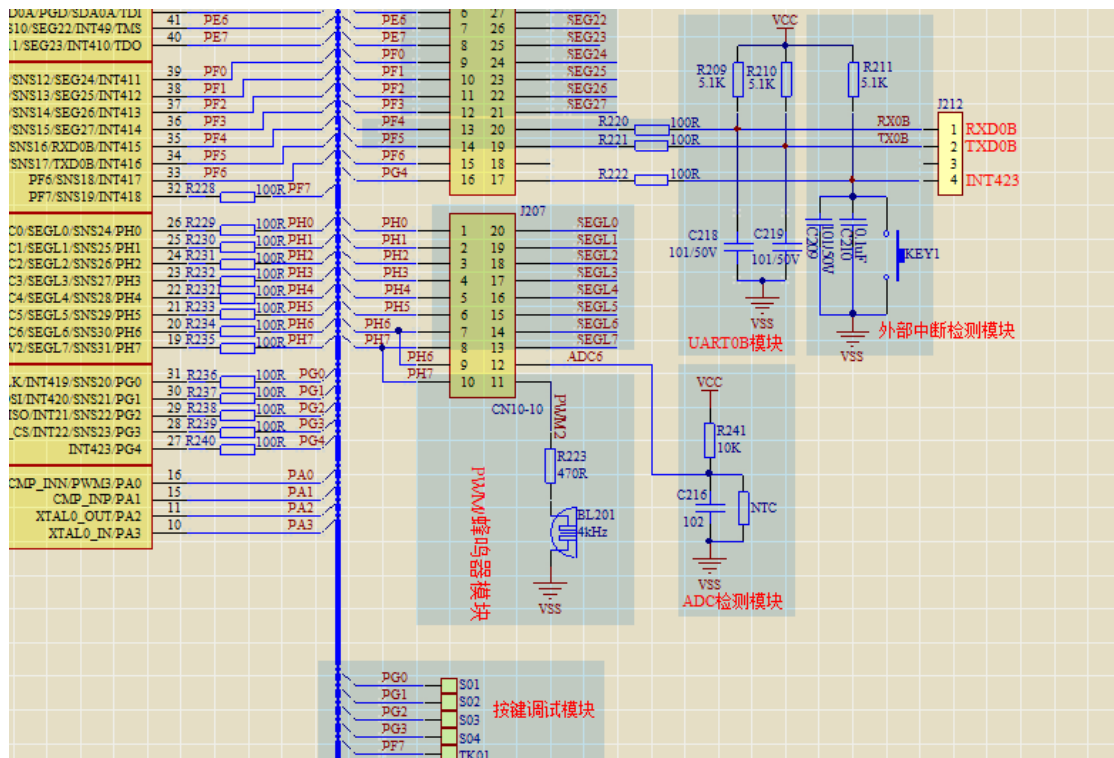 D0A/PGD/SDA0A/TDI
S10/SEG22/INT49/TMS
1/SEG23/INT410/TDO
41 PE6
40 PE7
/SNS12/SEG24/INT411
/SNS13/SEG25/INT412
/SNS14/SEG26/INT413
/SNS15/SEG27/INT414
SNS16/RXD0B/INT415
SNS17/TXD0B/INT416
PF6/SNS18/INT417
PF7/SNS19/INT418
39 PF0
38 PF1
37 PF2
36 PF3
35 PF4
34 PF5
33 PF6
32 R228 100R PF7
C0/SEGL0/SNS24/PH0
C1/SEGL1/SNS25/PH1
C2/SEGL2/SNS26/PH2
C3/SEGL3/SNS27/PH3
C4/SEGL4/SNS28/PH4
C5/SEGL5/SNS29/PH5
C6/SEGL6/SNS30/PH6
V2/SEGL7/SNS31/PH7
26 R229 100R PH0
25 R230 100R PH1
24 R231 100R PH2
23 R232 100R PH3
22 R321 100R PH4
21 R233 100R PH5
20 R234 100R PH6
19 R235 100R PH7
LK/INT419/SNS20/PG0
OSI/INT420/SNS21/PG1
ISO/INT21/SNS22/PG2
_CS/INT22/SNS23/PG3
INT423/PG4
31 R236 100R PG0
30 R237 100R PG1
29 R238 100R PG2
28 R239 100R PG3
27 R240 100R PG4
CMP_INN/PWM3/PA0
CMP_INP/PA1
XTAL0_OUT/PA2
XTAL0_IN/PA3
16 PA0
15 PA1
11 PA2
10 PA3
6 27
PE6 7 26 SEG22
PE7 8 25 SEG23
PF0 9 24 SEG24
PF1 10 23 SEG25
PF2 11 22 SEG26
PF3 12 21 SEG27
PF4 13 20
PF5 14 19
PF6 15 18
PG4 16 17
R220 100R
R221 100R
R222 100R
J207
PH0 1 20 SEGL0
PH1 2 19 SEGL1
PH2 3 18 SEGL2
PH3 4 17 SEGL3
PH4 5 16 SEGL4
PH5 6 15 SEGL5
PH6 7 14 SEGL6
PH7 8 13 SEGL7
PH6 9 12 ADC6
PH7 10 11
CN10-10
PWM2
R223
470R
BL201
4kHz
VSS
PWM/蜂鸣器模块
VCC
R209
5.1K
R210
5.1K
R211
5.1K
RX0B
TX0B
J212
1 RXD0B
2 TXD0B
3
4 INT423
C218
101/50V
C219
101/50V
VSS
UART0B模块
C209
101/50V
C210
0.1uF
KEY1
VSS
外部中断检测模块
VCC
R241
10K
C216
102
NTC
VSS
ADC检测模块
PG0 S01
PG1 S02
PG2 S03
PG3 S04
PF7 TK01
按键调试模块